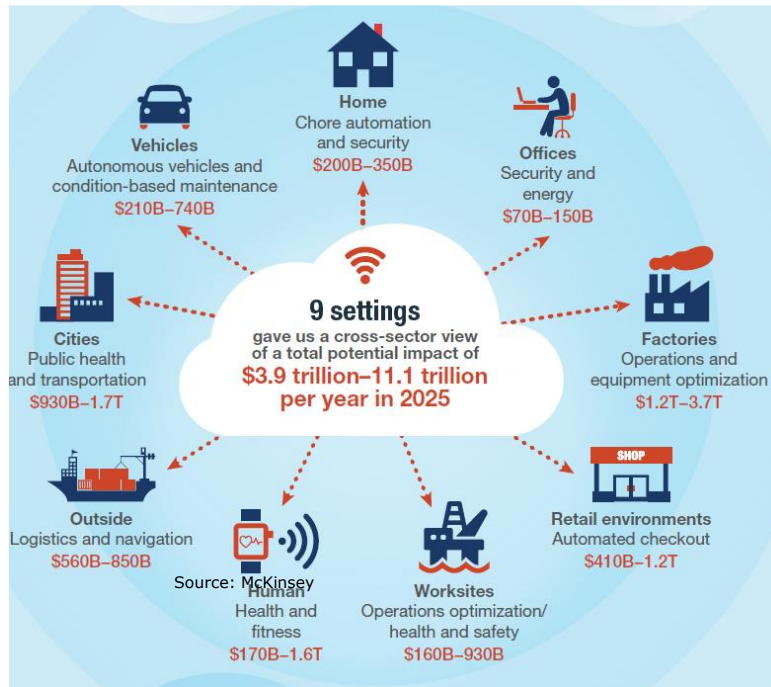 Home
Chore automation
and security
$200B–350B
Vehicles
Autonomous vehicles and
condition-based maintenance
$210B–740B
Offices
Security and
energy
$70B–150B
9 settings
gave us a cross-sector view
of a total potential impact of
$3.9 trillion–11.1 trillion
per year in 2025
Cities
Public health
and transportation
$930B–1.7T
Factories
Operations and
equipment optimization
$1.2T–3.7T
SHOP
Retail environments
Automated checkout
$410B–1.2T
Outside
Logistics and navigation
$560B–850B
Source: McKinsey
Human
Health and
fitness
$170B–1.6T
Worksites
Operations optimization/
health and safety
$160B–930B